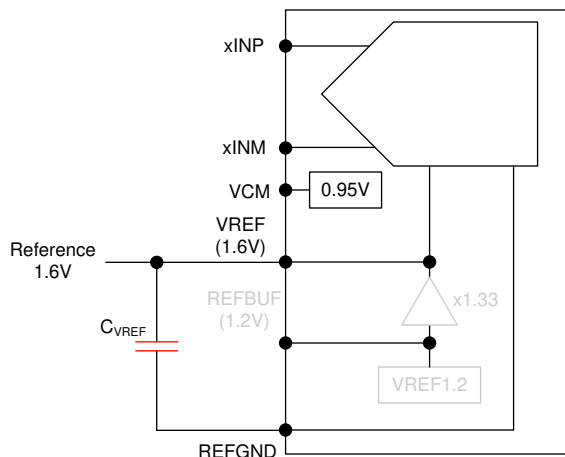 xINP
xINM
VCM
0.95V
VREF
(1.6V)
Reference
1.6V
REFBUF
(1.2V)
x1.33
CVREF
VREF1.2
REFGND